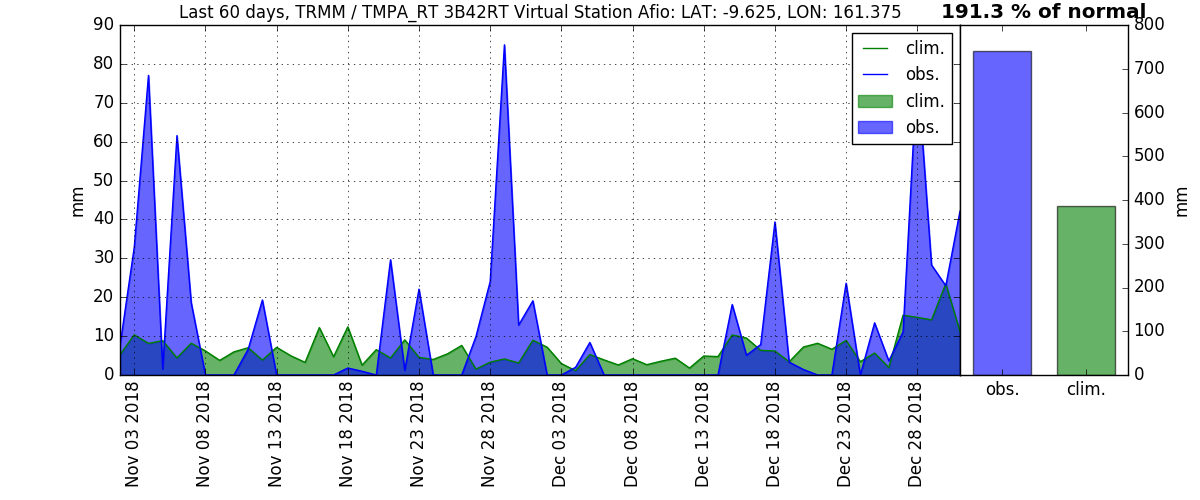 Last 60 days, TRMM / TMPA_RT 3B42RT Virtual Station Afio: LAT: -9.625, LON: 161.375
191.3 % of normal
mm
90
80
70
60
50
40
30
20
10
0
clim.
obs.
clim.
obs.
Nov 03 2018
Nov 08 2018
Nov 13 2018
Nov 18 2018
Nov 23 2018
Nov 28 2018
Dec 03 2018
Dec 08 2018
Dec 13 2018
Dec 18 2018
Dec 23 2018
Dec 28 2018
obs.
clim.
800
700
600
500
400
300
200
100
0
mm